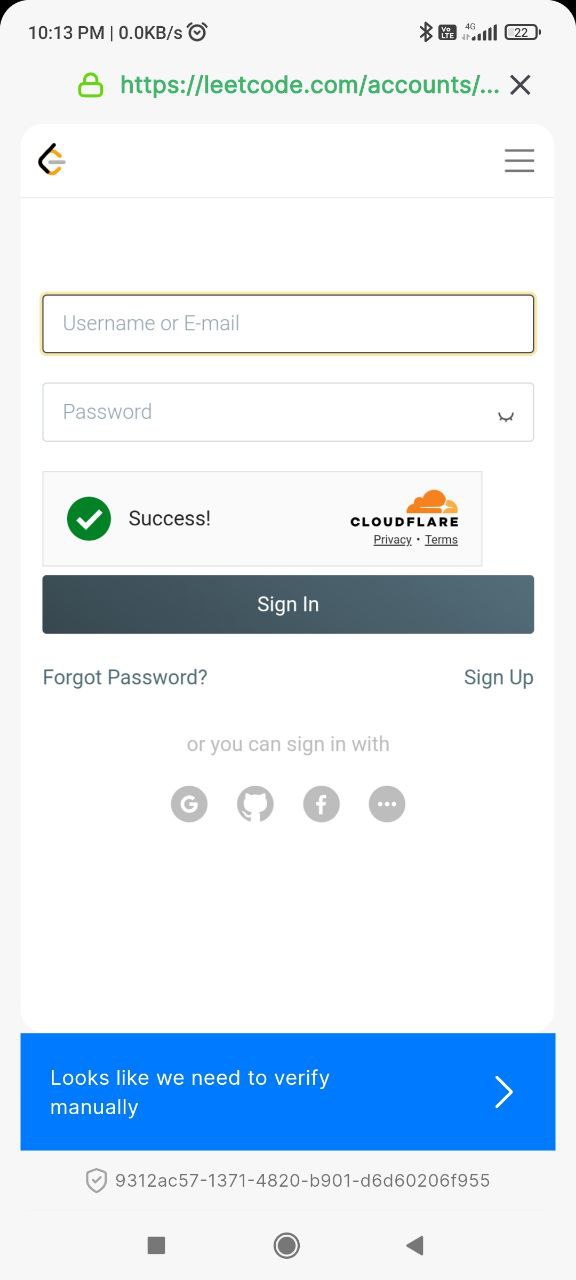 10:13 PM | 0.0KB/s
Vo LTE
4G
22
https://leetcode.com/accounts/...
Username or E-mail
Password
Success!
CLOUDFLARE
Privacy • Terms
Sign In
Forgot Password?
Sign Up
or you can sign in with
Looks like we need to verify
manually
9312ac57-1371-4820-b901-d6d60206f955